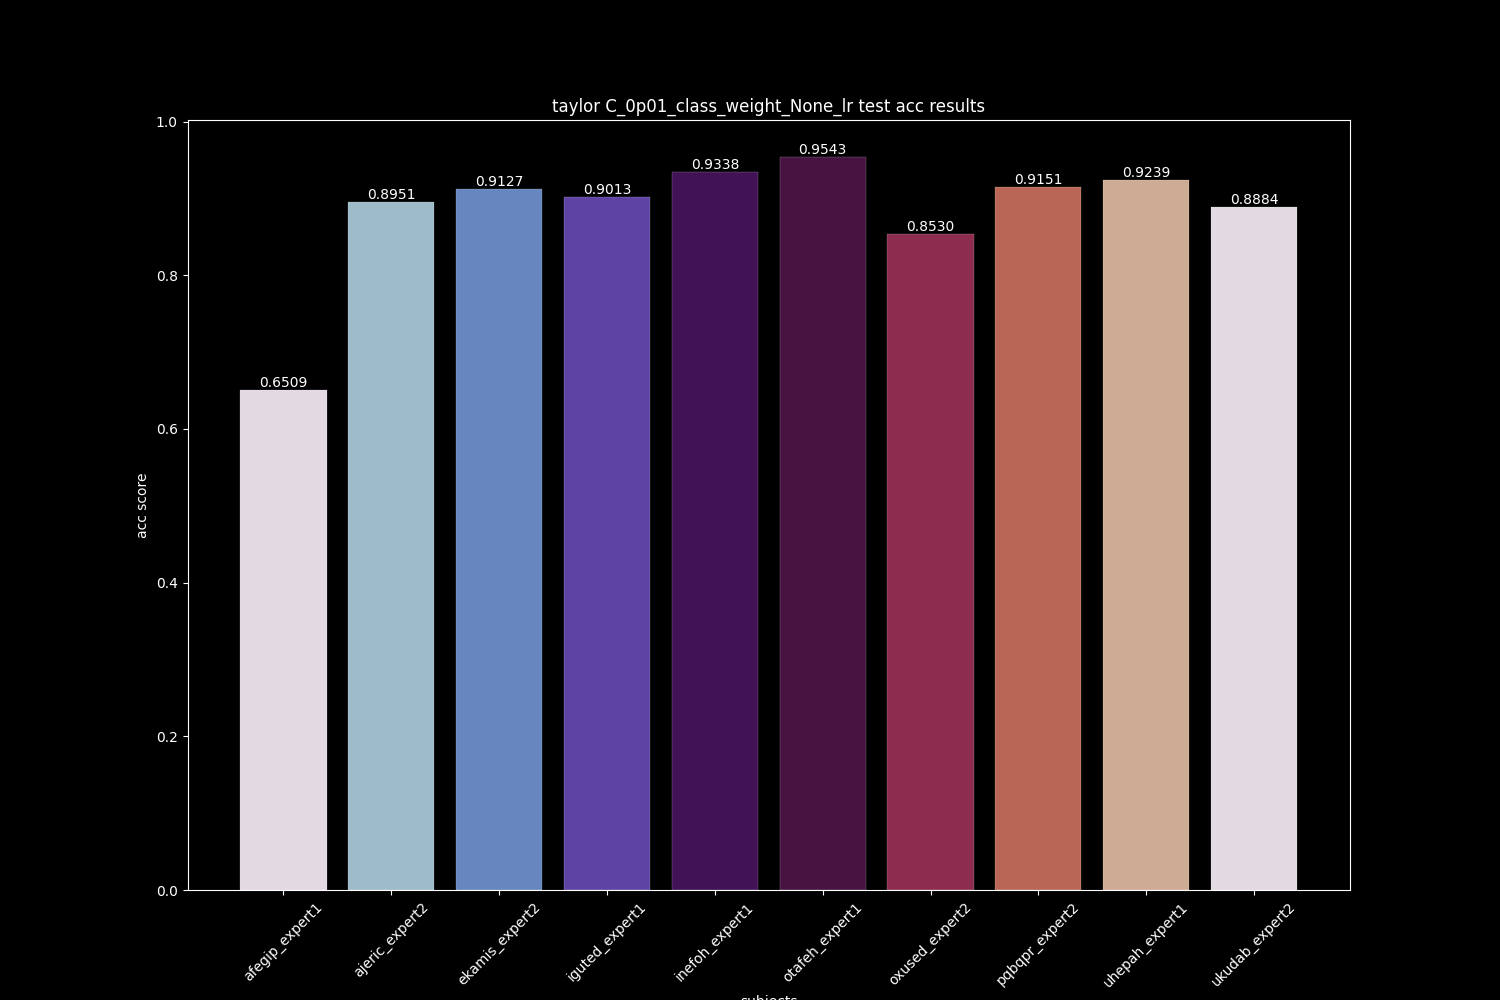 taylor C_0p01_class_weight_None_lr test acc results
1.0
0.8
0.6
0.4
0.2
0.0
acc score
0.6509
0.8951
0.9127
0.9013
0.9338
0.9543
0.8530
0.9151
0.9239
0.8884
afegip_expert1
ajeric_expert2
ekamis_expert2
iguted_expert1
inefoh_expert1
otafeh_expert1
oxused_expert2
pqbqpr_expert2
uhepah_expert1
ukudab_expert2
subjects